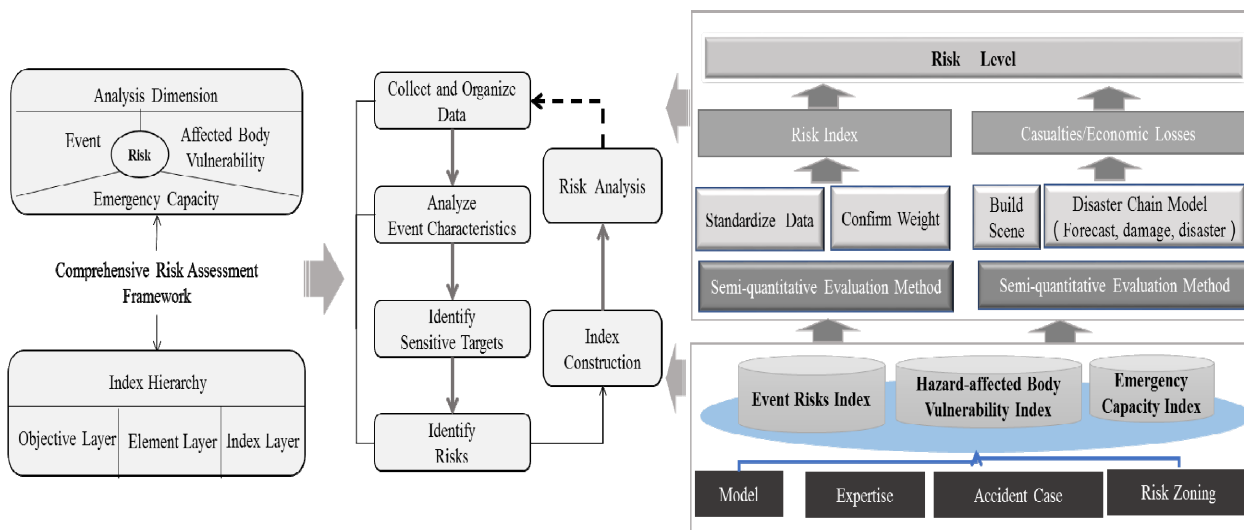 Analysis Dimension
Event
Risk
Affected Body
Vulnerability
Emergency Capacity
Comprehensive Risk Assessment
Framework
Index Hierarchy
Objective Layer
Element Layer
Index Layer
Collect and Organize
Data
Analyze
Event Characteristics
Identify
Sensitive Targets
Identify
Risks
Risk Analysis
Index
Construction
Risk Level
Risk Index
Casualties/Economic Losses
Standardize Data
Confirm Weight
Build
Scene
Disaster Chain Model
( Forecast, damage, disaster )
Semi-quantitative Evaluation Method
Semi-quantitative Evaluation Method
Event Risks Index
Hazard-affected Body
Vulnerability Index
Emergency
Capacity Index
Model
Expertise
Accident Case
Risk Zoning